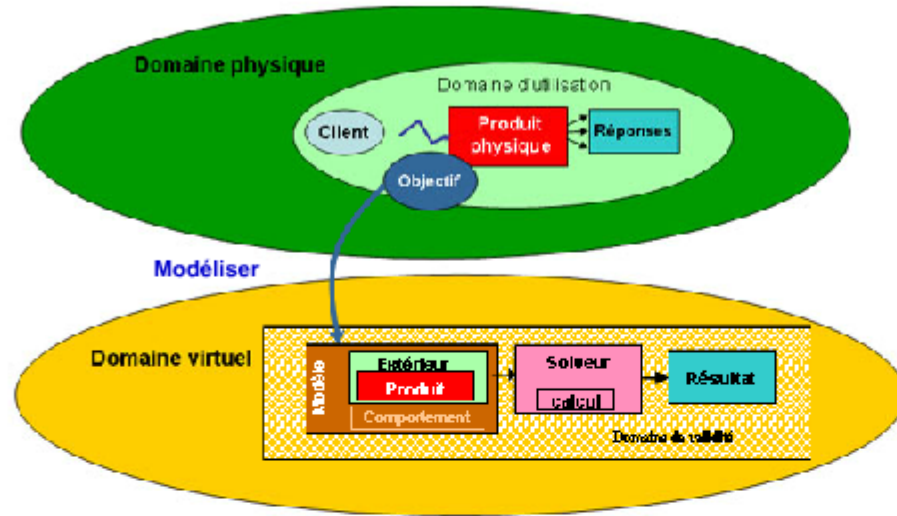 Domaine physique
Domaine d'utilisation
Client
Produit
physique
Réponses
Objectif
Modéliser
Domaine virtuel
Modèle
Extérieur
Produit
Comportement
Solveur
calcul
Résultat
Domaine de validité